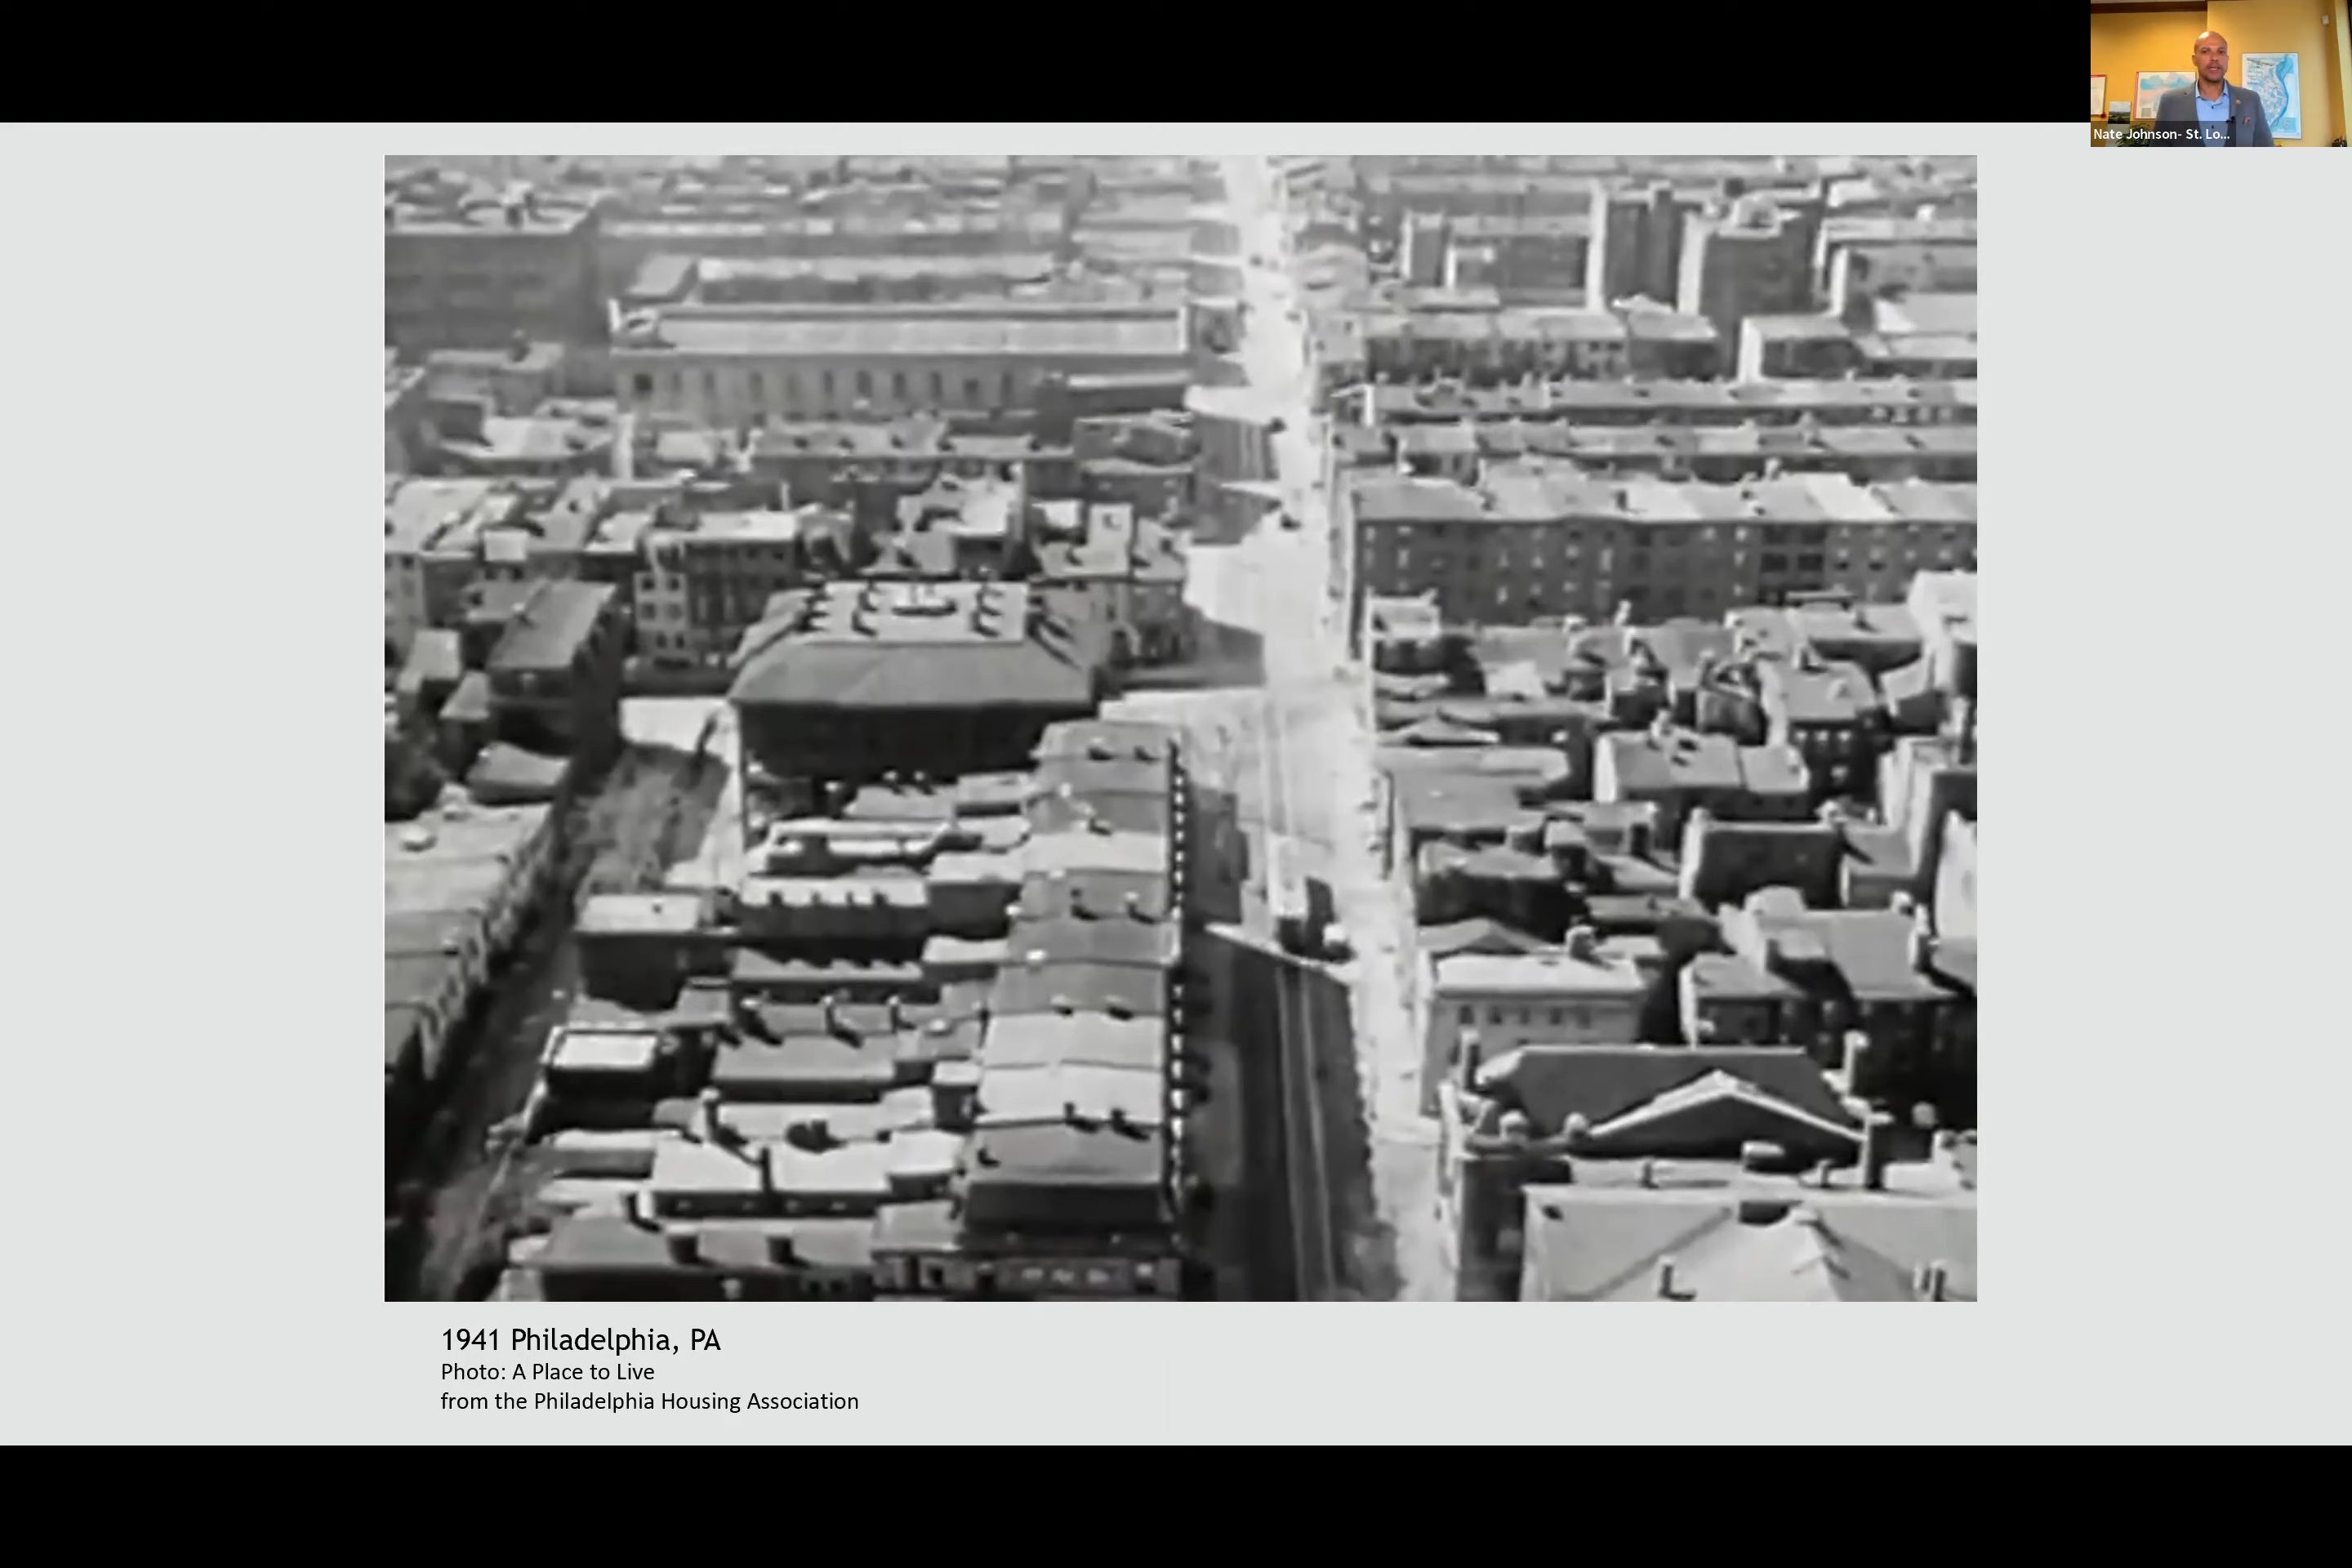 Nate Johnson- St. Lo...
1941 Philadelphia, PA
Photo: A Place to Live
from the Philadelphia Housing Association